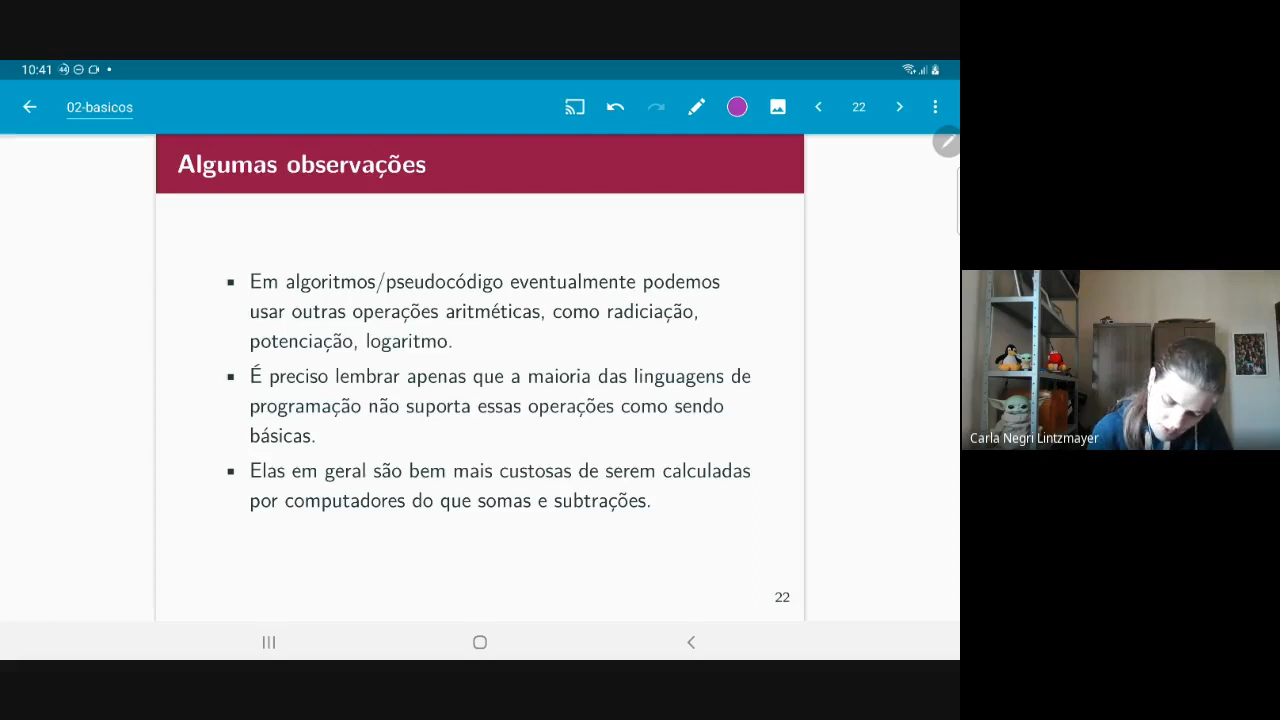 10:41
44
02-basicos
22
Algumas observações
▪ Em algoritmos/pseudocódigo eventualmente podemos
usar outras operações aritméticas, como radiciação,
potenciação, logaritmo.
▪ É preciso lembrar apenas que a maioria das linguagens de
programação não suporta essas operações como sendo
básicas.
▪ Elas em geral são bem mais custosas de serem calculadas
por computadores do que somas e subtrações.
22
Carla Negri Lintzmayer